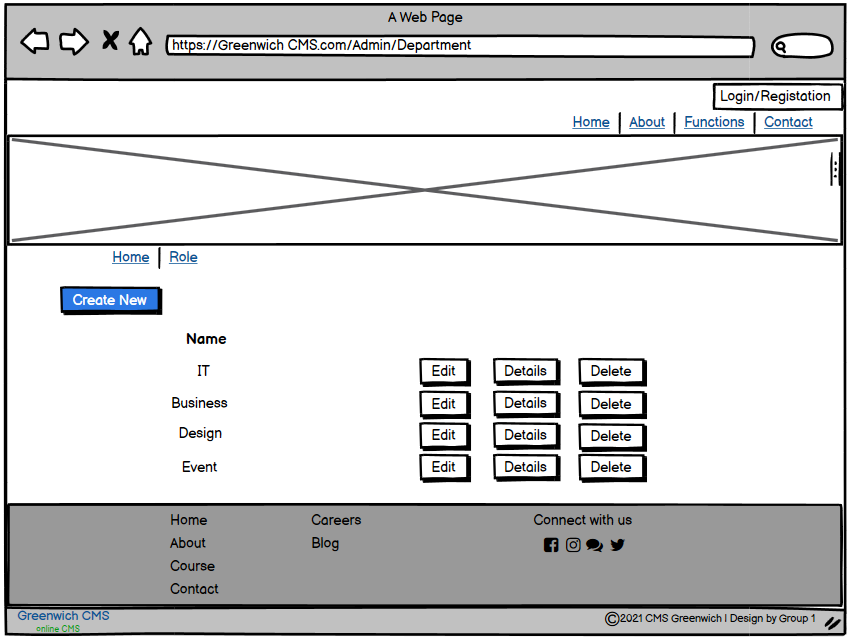 A Web Page
https://Greenwich CMS.com/Admin/Department
Login/Registation
Home About Functions Contact
Home Role
Create New
Name
IT Edit Details Delete
Business Edit Details Delete
Design Edit Details Delete
Event Edit Details Delete
Home Careers Connect with us
About Blog
Course
Contact
Greenwich CMS
online CMS
©2021 CMS Greenwich | Design by Group 1